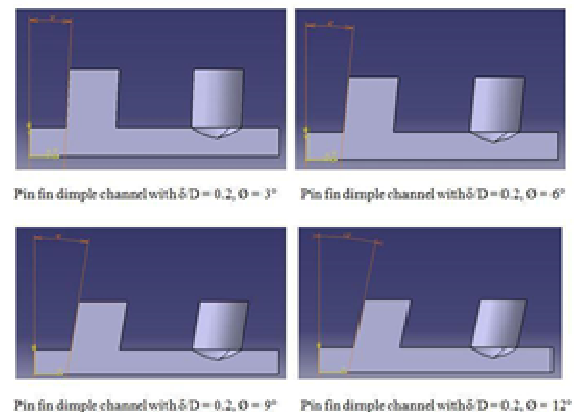 Pin fin dimple channel with δ/D = 0.2, Ø = 3°
Pin fin dimple channel with δ/D = 0.2, Ø = 6°
Pin fin dimple channel with δ/D = 0.2, Ø = 9°
Pin fin dimple channel with δ/D = 0.2, Ø = 12°